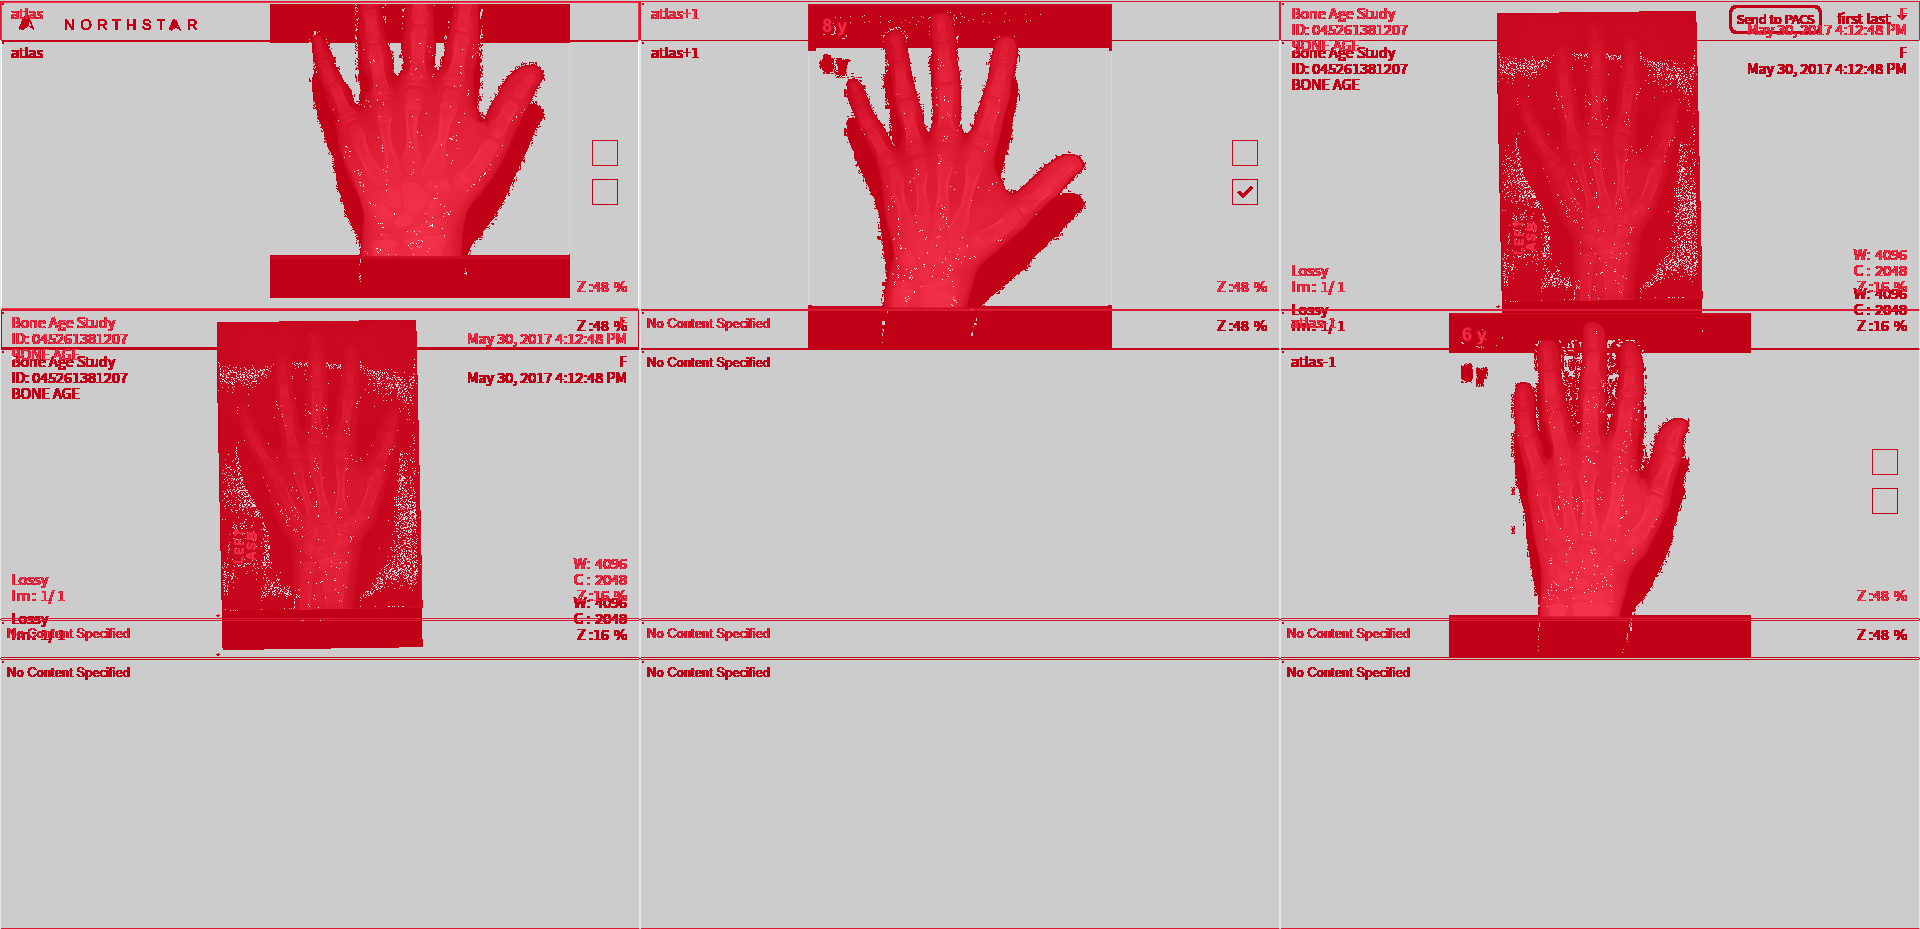 atlas
NORTHSTAR
atlas
Z:48 %
atlas+1
8 y
atlas+1
Z:48 %
Bone Age Study
F
ID: 045261381207
May 30, 2017 4:12:48 PM
BONE AGE
Send to PACS
first last
Bone Age Study
F
ID: 045261381207
May 30, 2017 4:12:48 PM
BONE AGE
LEFT
W: 4096
C : 2048
Z:16 %
Lossy
Im: 1/1
W: 4096
C : 2048
Lossy
Im: 1/1
Z:16 %
Bone Age Study
F
ID: 045261381207
May 30, 2017 4:12:48 PM
BONE AGE
Z:48 %
Bone Age Study
F
ID: 045261381207
May 30, 2017 4:12:48 PM
BONE AGE
LEFT
W: 4096
C : 2048
Z:16 %
Lossy
Im: 1/1
W: 4096
C : 2048
Lossy
Im: 1/1
Z:16 %
No Content Specified
Z:48 %
No Content Specified
atlas-1
6 y
atlas-1
Z:48 %
No Content Specified
No Content Specified
No Content Specified
Z:48 %
No Content Specified
No Content Specified
No Content Specified